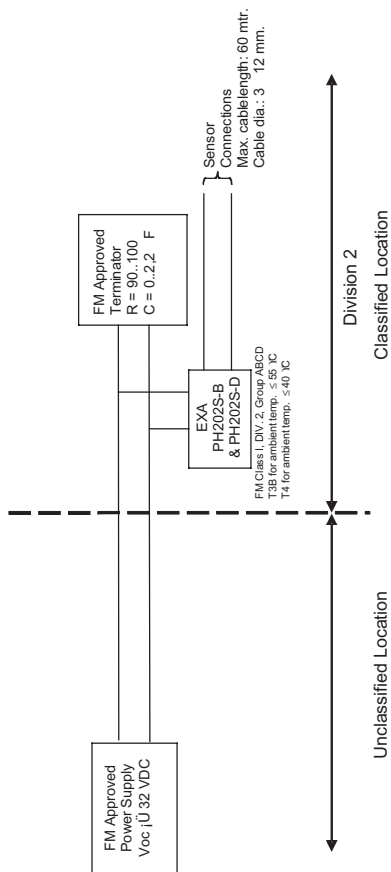 FM Approved
Power Supply
Voc ¡Ü 32 VDC
FM Approved
Terminator
R = 90..100
C = 0..2,2 F
EXA
PH202S-B
& PH202S-D
FM Class I, DIV. 2, Group ABCD
T3B for ambient temp. ≤ 55 ℃
T4 for ambient temp. ≤ 40 ℃
Sensor
Connections
Max. cablelength: 60 mtr.
Cable dia.: 3 12 mm.
Division 2
Unclassified Location
Classified Location